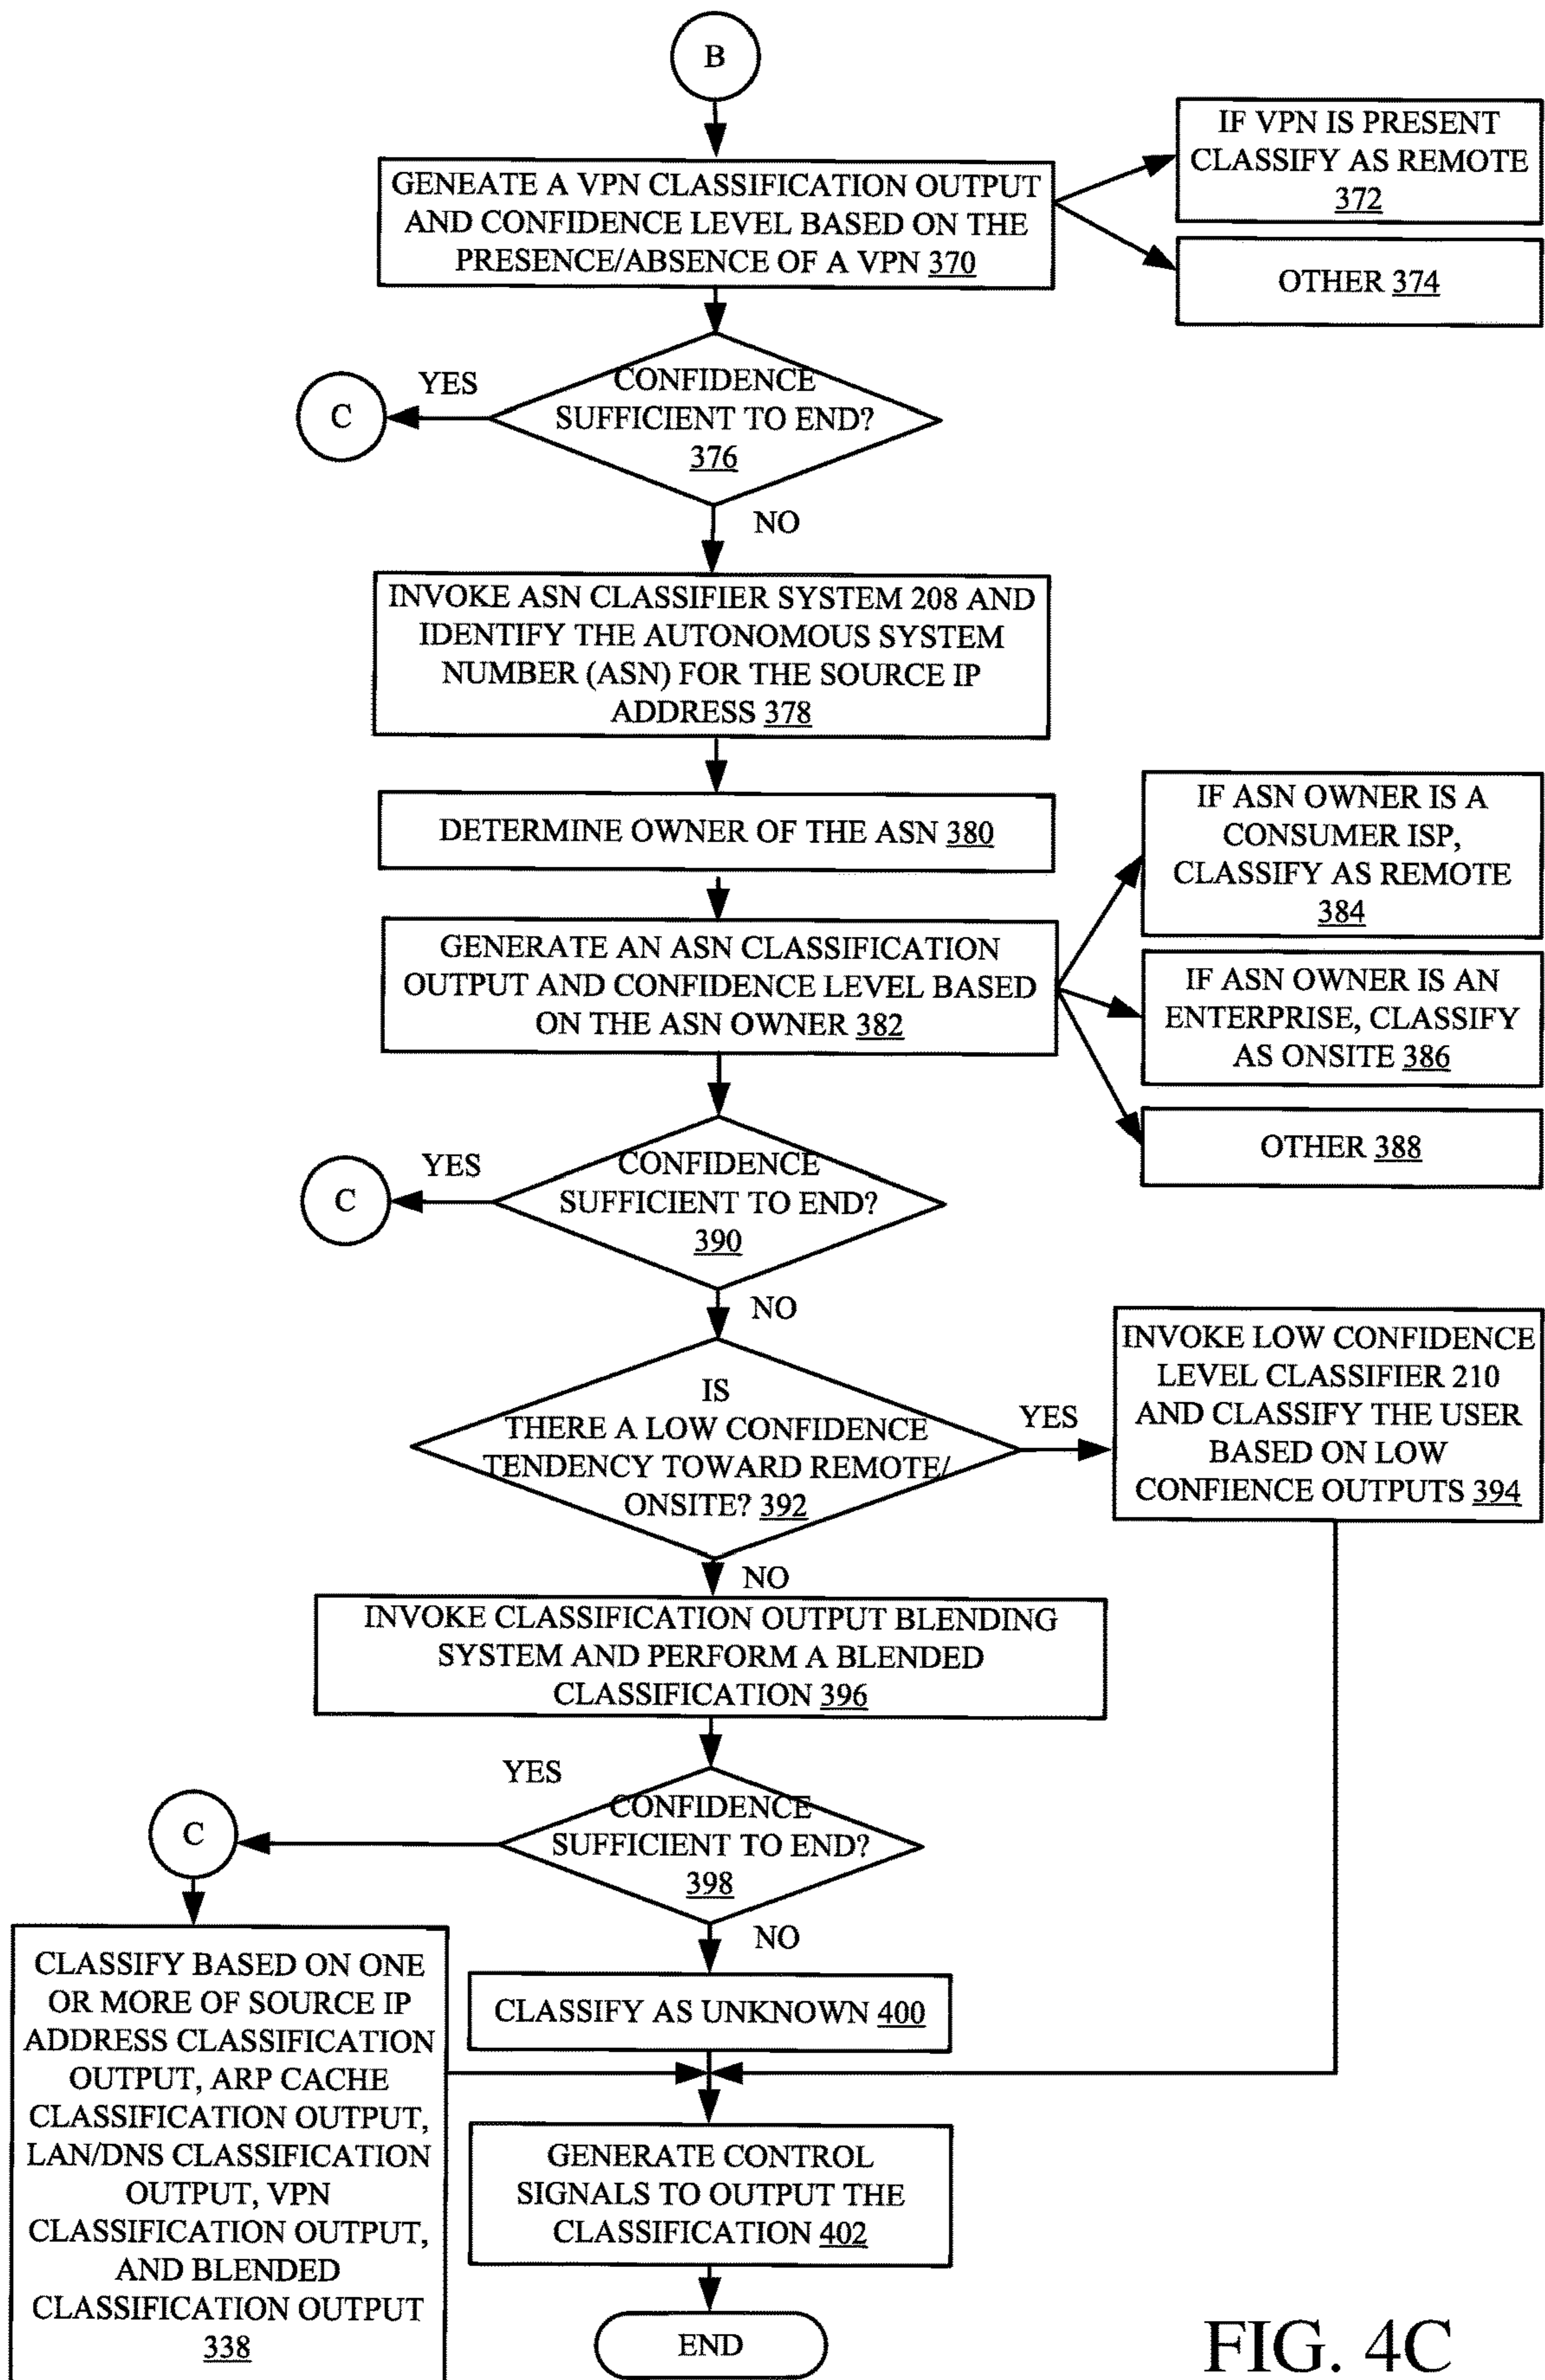 B
GENEATE A VPN CLASSIFICATION OUTPUT
AND CONFIDENCE LEVEL BASED ON THE
PRESENCE/ABSENCE OF A VPN 370
IF VPN IS PRESENT
CLASSIFY AS REMOTE
372
OTHER 374
CONFIDENCE
SUFFICIENT TO END?
376
YES
C
NO
INVOKE ASN CLASSIFIER SYSTEM 208 AND
IDENTIFY THE AUTONOMOUS SYSTEM
NUMBER (ASN) FOR THE SOURCE IP
ADDRESS 378
DETERMINE OWNER OF THE ASN 380
GENERATE AN ASN CLASSIFICATION
OUTPUT AND CONFIDENCE LEVEL BASED
ON THE ASN OWNER 382
IF ASN OWNER IS A
CONSUMER ISP,
CLASSIFY AS REMOTE
384
IF ASN OWNER IS AN
ENTERPRISE, CLASSIFY
AS ONSITE 386
OTHER 388
CONFIDENCE
SUFFICIENT TO END?
390
YES
C
NO
IS
THERE A LOW CONFIDENCE
TENDENCY TOWARD REMOTE/
ONSITE? 392
YES
INVOKE LOW CONFIDENCE
LEVEL CLASSIFIER 210
AND CLASSIFY THE USER
BASED ON LOW
CONFIENCE OUTPUTS 394
NO
INVOKE CLASSIFICATION OUTPUT BLENDING
SYSTEM AND PERFORM A BLENDED
CLASSIFICATION 396
YES
CONFIDENCE
SUFFICIENT TO END?
398
C
NO
CLASSIFY BASED ON ONE
OR MORE OF SOURCE IP
ADDRESS CLASSIFICATION
OUTPUT, ARP CACHE
CLASSIFICATION OUTPUT,
LAN/DNS CLASSIFICATION
OUTPUT, VPN
CLASSIFICATION OUTPUT,
AND BLENDED
CLASSIFICATION OUTPUT
338
CLASSIFY AS UNKNOWN 400
GENERATE CONTROL
SIGNALS TO OUTPUT THE
CLASSIFICATION 402
END
FIG. 4C